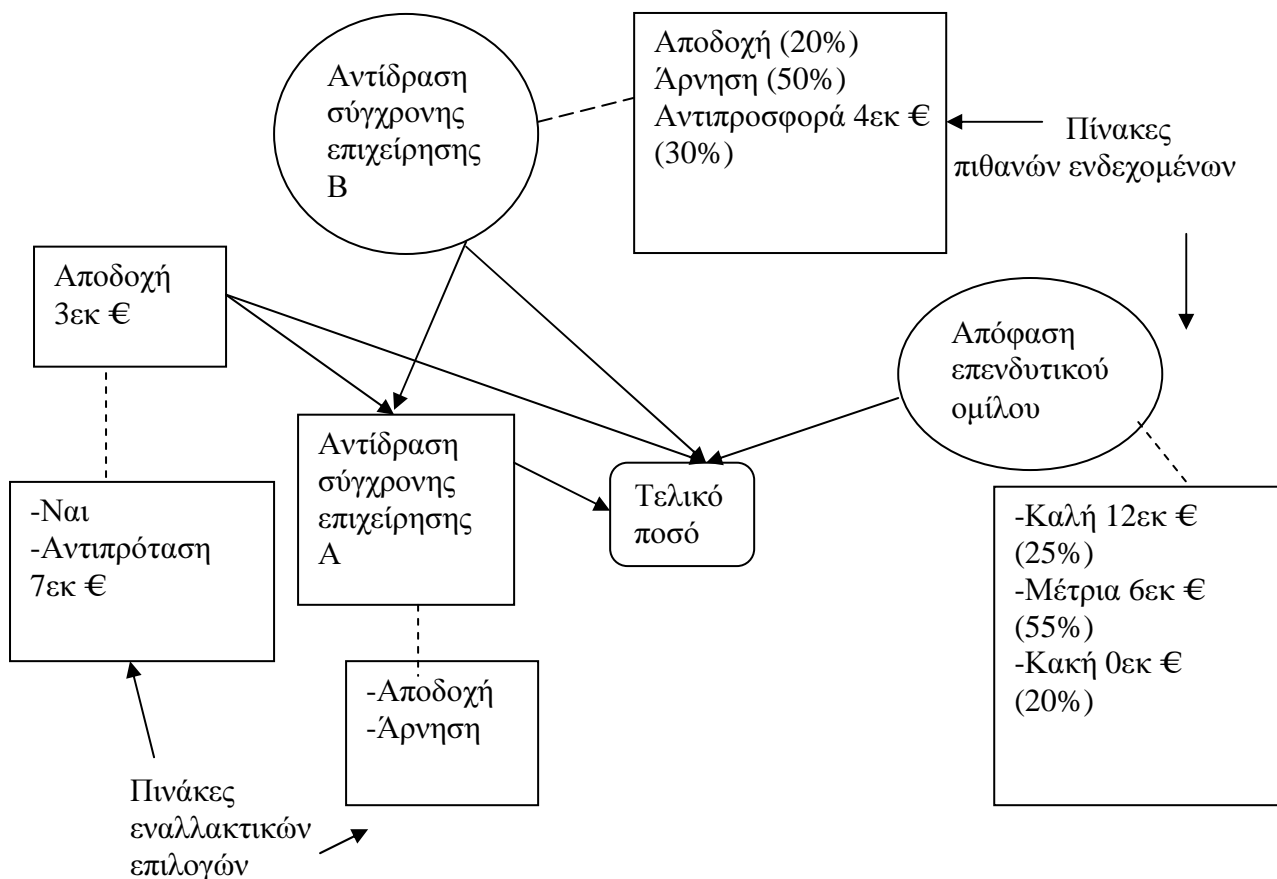 Αντίδραση
σύγχρονης
επιχείρησης
Β
Αποδοχή (20%)
Άρνηση (50%)
Αντιπροσφορά 4εκ €
(30%)
Πίνακες
πιθανών ενδεχομένων
Αποδοχή
3εκ €
Απόφαση
επενδυτικού
ομίλου
Αντίδραση
σύγχρονης
επιχείρησης
Α
Τελικό
ποσό
-Ναι
-Αντιπρόταση
7εκ €
-Καλή 12εκ €
(25%)
-Μέτρια 6εκ €
(55%)
-Κακή 0εκ €
(20%)
-Αποδοχή
-Άρνηση
Πινάκες
εναλλακτικών
επιλογών